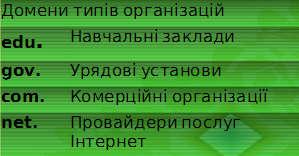 Домени типів організацій
edu. Навчальні заклади
gov. Урядові установи
com. Комерційні організації
net. Провайдери послуг
Інтернет